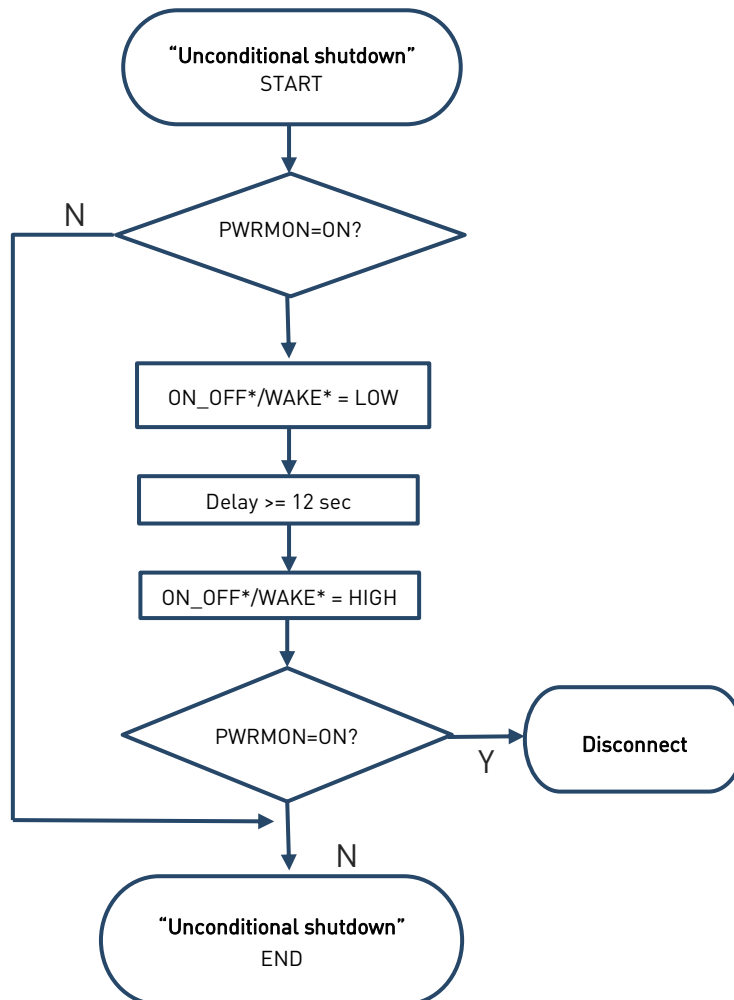 “Unconditional shutdown”
START
N
PWRMON=ON?
ON_OFF*/WAKE* = LOW
Delay >= 12 sec
ON_OFF*/WAKE* = HIGH
PWRMON=ON?
Y
Disconnect
N
“Unconditional shutdown”
END